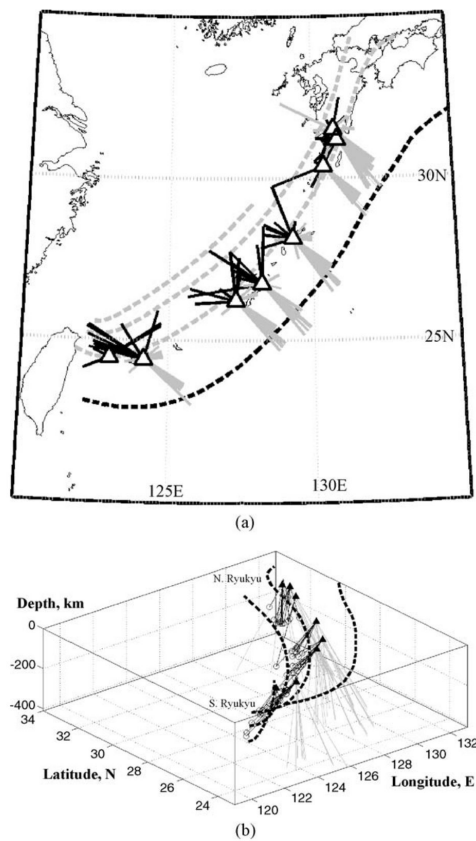 30N
25N
125E
130E
(a)
N. Ryukyu
Depth, km
0
-200
S. Ryukyu
-400
34
32
30
28
26
24
Latitude, N
120
122
124
126
128
130
132
Longitude, E
(b)